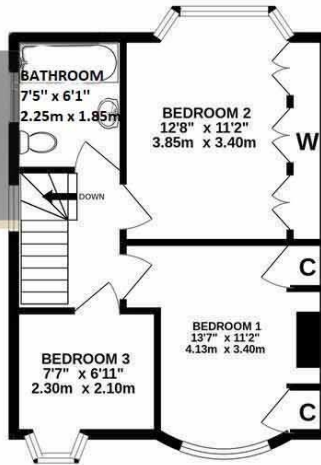 BATHROOM
7'5" x 6'1"
2.25m x 1.85m
BEDROOM 2
12'8" x 11'2"
3.85m x 3.40m
W
DOWN
C
BEDROOM 1
13'7" x 11'2"
4.13m x 3.40m
BEDROOM 3
7'7" x 6'11"
2.30m x 2.10m
C